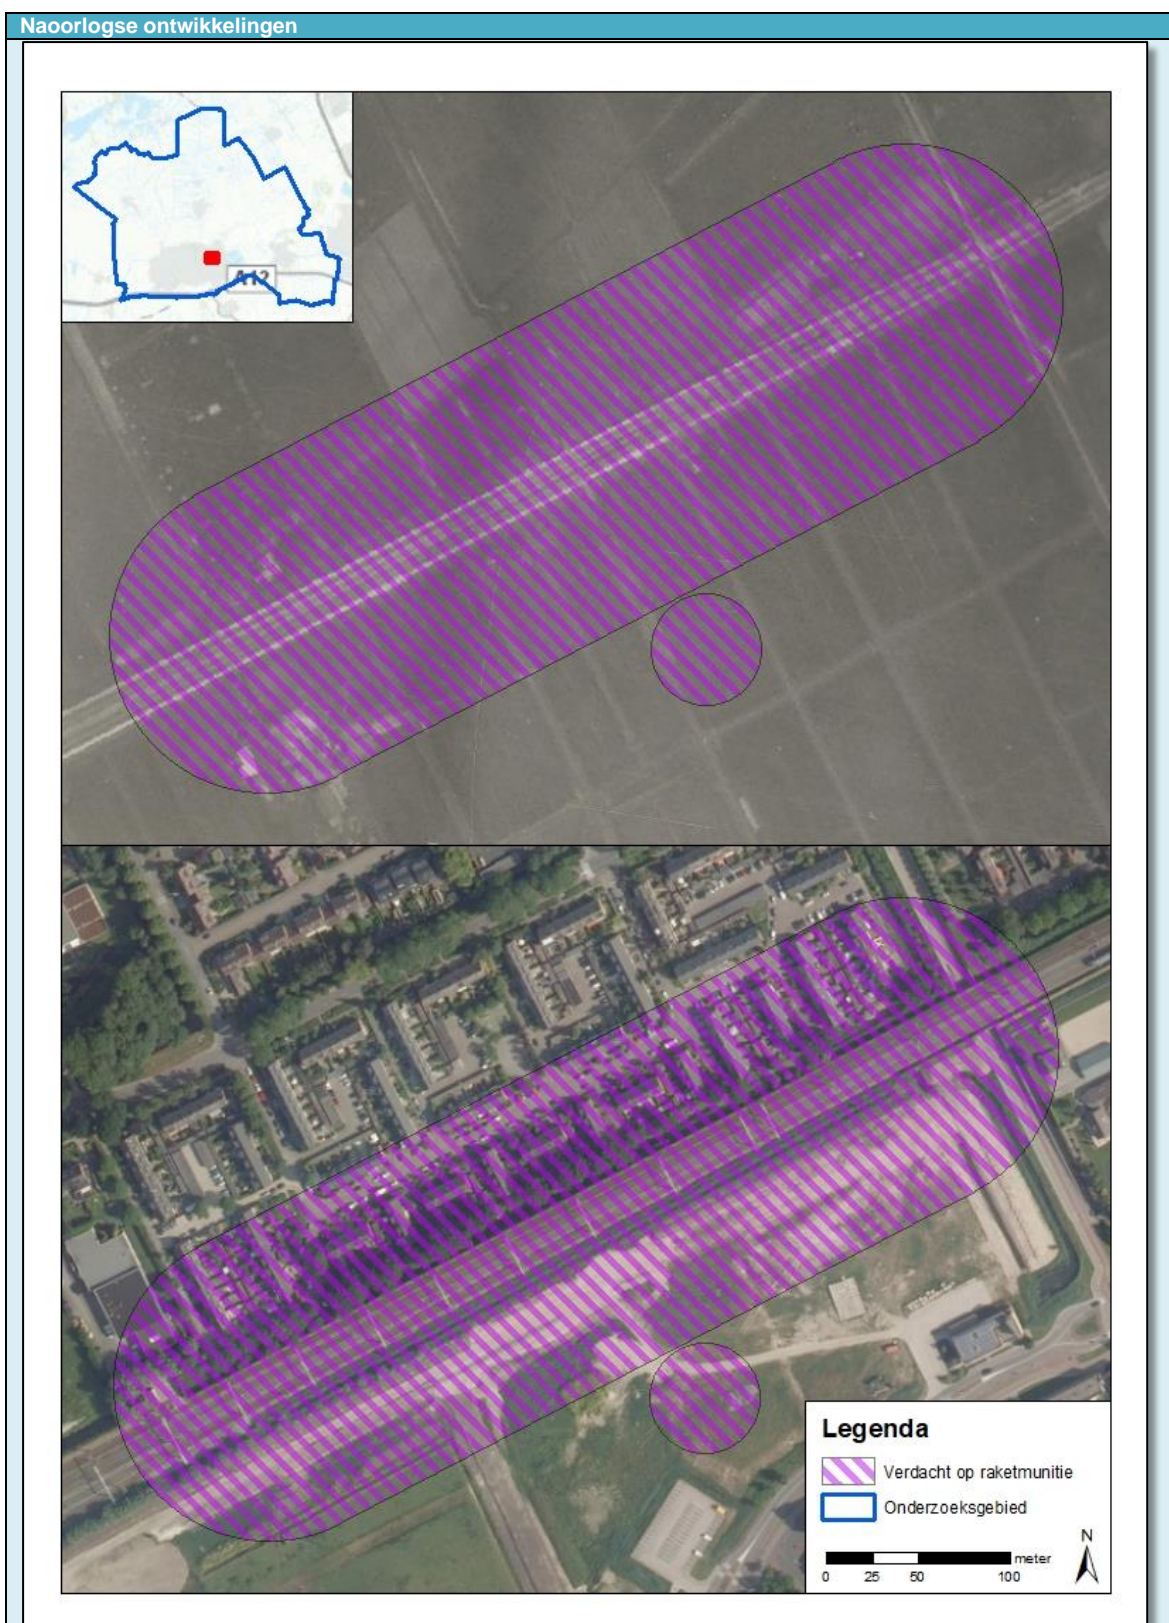 Naoorlogse ontwikkelingen
A12
Legenda
Verdacht op raketmunitie
Onderzoeksgebied
N
meter
0 25 50 100